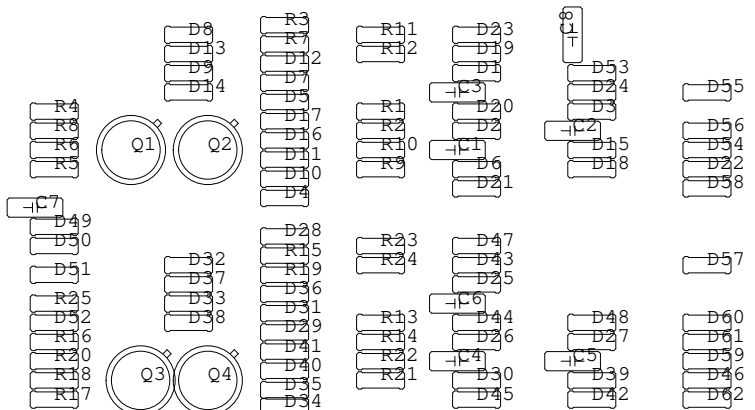 D8
D13
D9
D14
R3
R7
D12
D7
D5
D17
D16
D11
D10
D4
R11
R12
D23
D19
D1
C3
D20
D2
C1
D6
D21
C18
D53
D24
D3
C2
D15
D18
D55
D56
D54
D22
D58
R4
R8
R6
R5
Q1
Q2
R1
R2
R10
R9
C7
D49
D50
D51
R25
D52
R16
R20
R18
R17
D32
D37
D33
D38
Q3
Q4
D28
R15
R19
D36
D31
D29
D41
D40
D35
D34
R23
R24
R13
R14
R22
R21
D47
D43
D25
C6
D44
D26
C4
D30
D45
D48
D27
C5
D39
D42
D57
D60
D61
D59
D46
D62